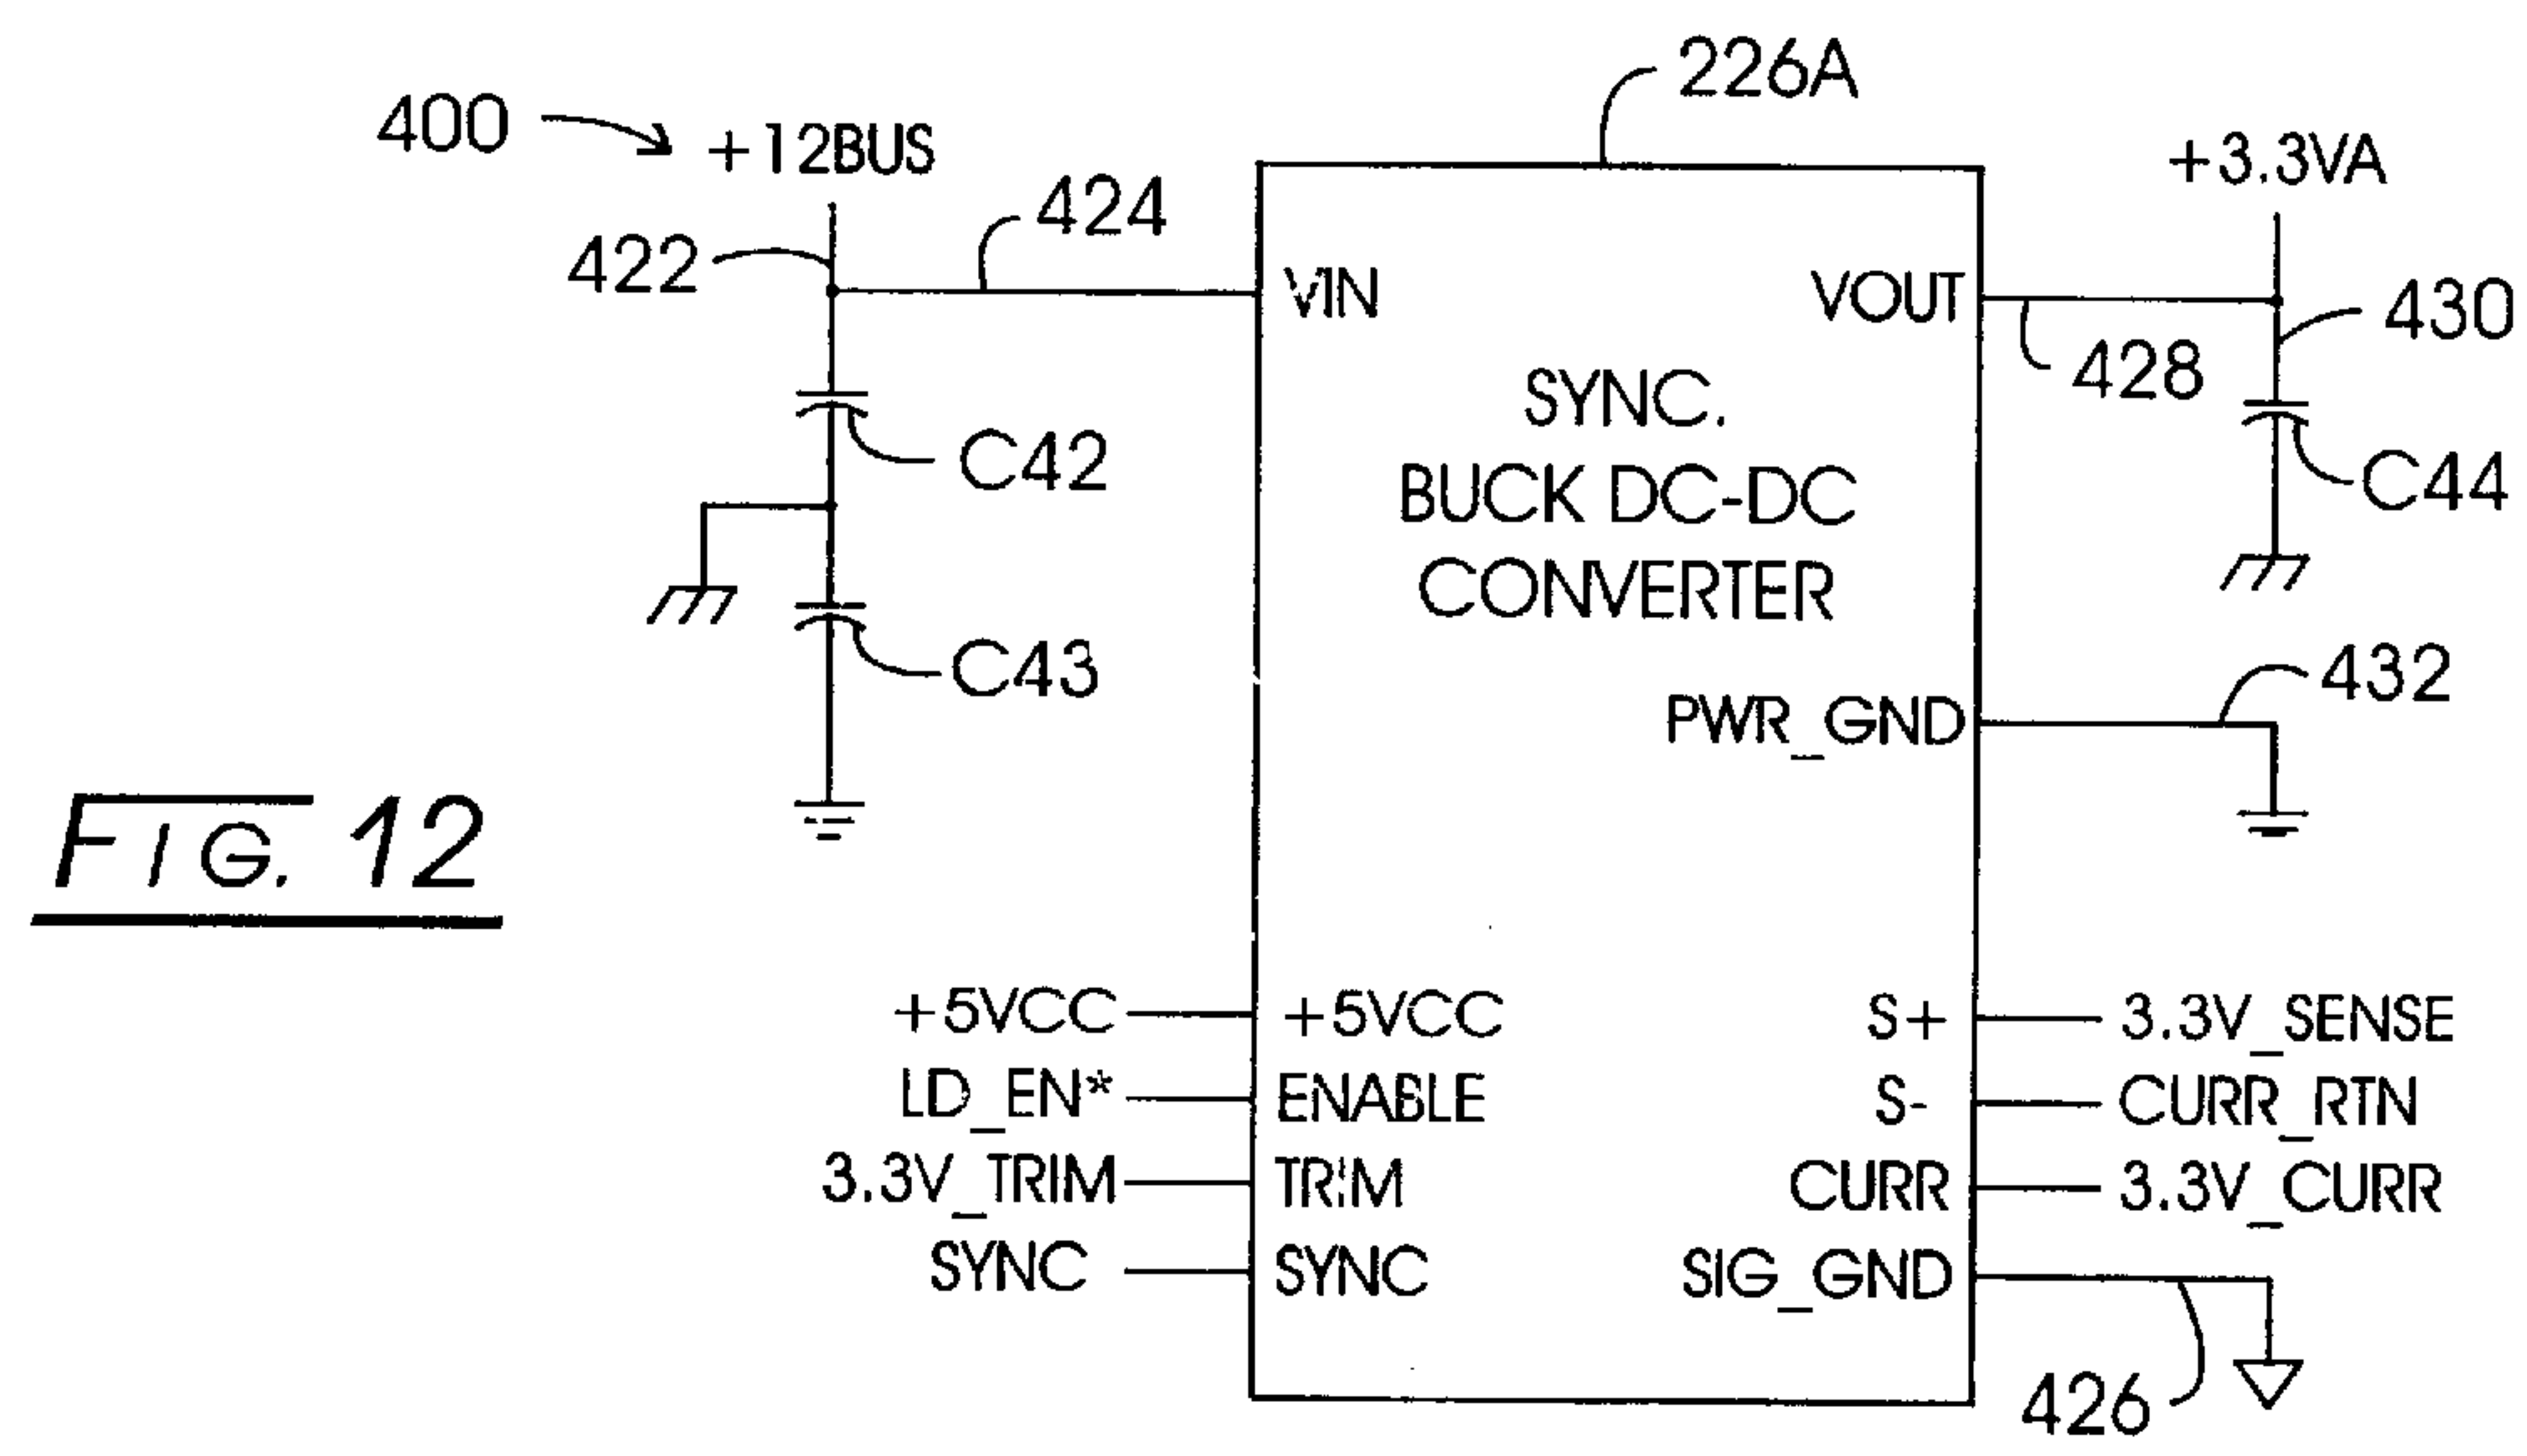 226A
400
+12BUS
+3.3VA
424
422
VIN
VOUT
430
428
SYNC.
BUCK DC-DC
CONVERTER
C42
C44
C43
432
PWR_GND
FIG. 12
+5VCC
+5VCC
S+
3.3V_SENSE
LD_EN*
ENABLE
S-
CURR_RTN
3.3V_TRIM
TRIM
CURR
3.3V_CURR
SYNC
SYNC
SIG_GND
426